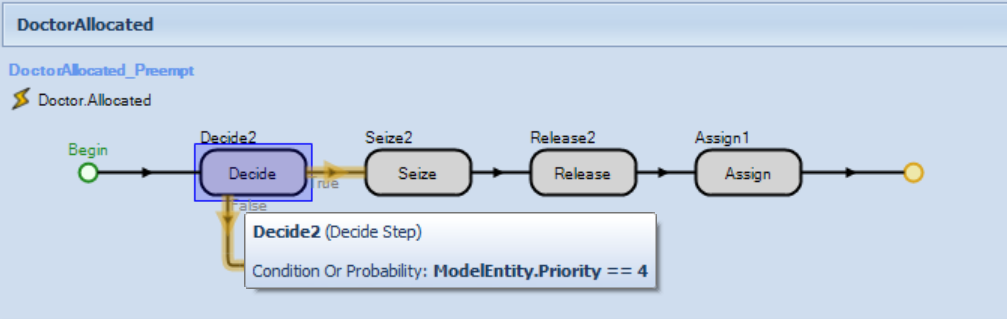 DoctorAllocated
DoctorAllocated_Preempt
Doctor.Allocated
Begin
Decide2
Seize2
Release2
Assign1
Decide
True
Seize
Release
Assign
False
Decide2 (Decide Step)
Condition Or Probability: ModelEntity.Priority == 4